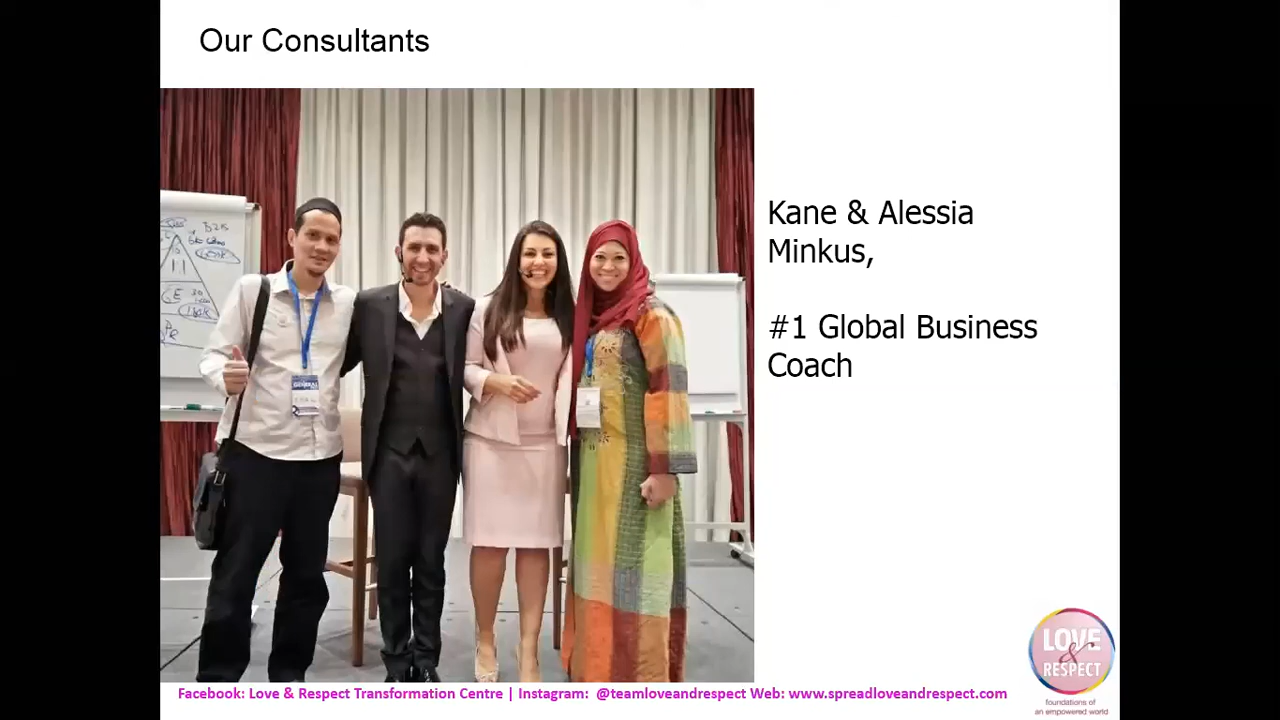 Our Consultants
Kane & Alessia
Minkus,
#1 Global Business
Coach
LOVE
&
RESPECT
foundations of
an empowered world
Facebook: Love & Respect Transformation Centre | Instagram:  @teamloveandrespect Web: www.spreadloveandrespect.com